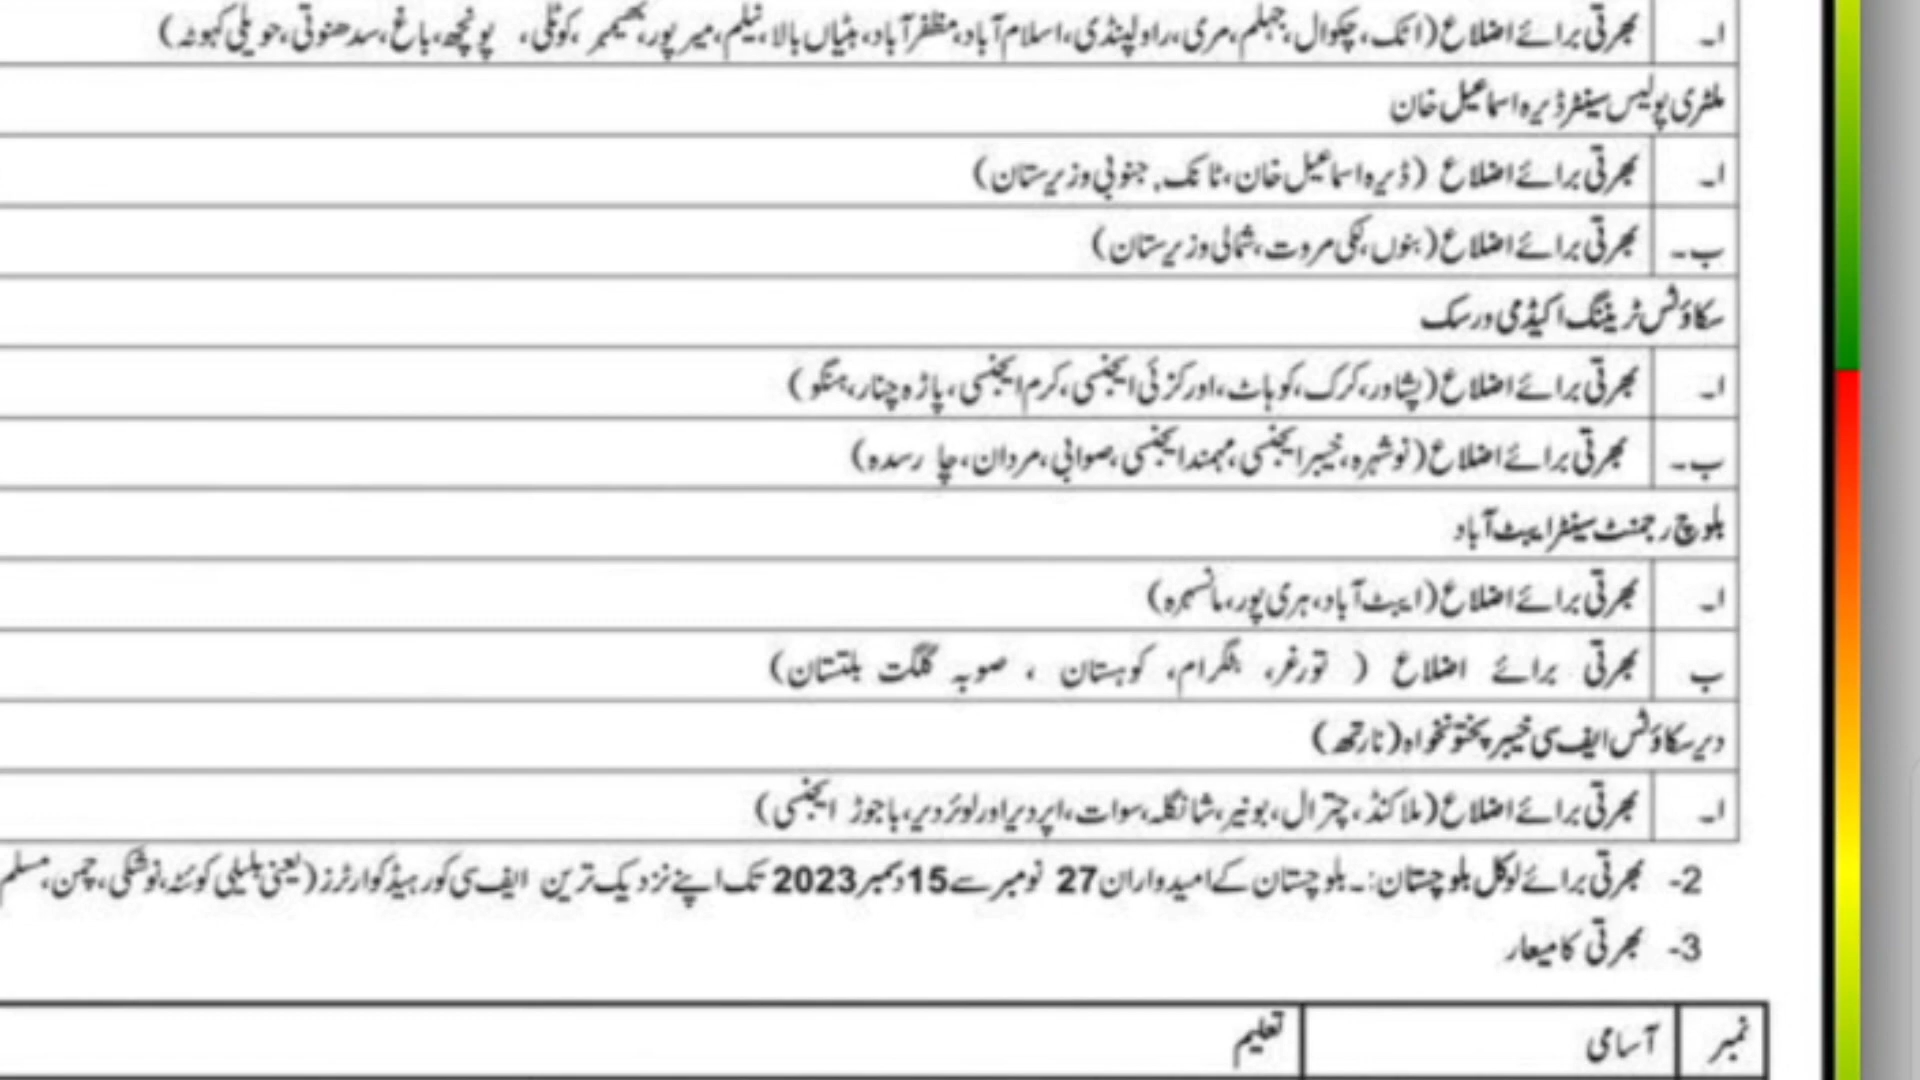 ا۔ بھرتی برائے اضلاع (اٹک، چکوال، جہلم، مری، راولپنڈی، اسلام آباد، مظفر آباد، ہٹیاں بالا، نیلم، میر پور، بھیمبر، کوٹلی، پونچھ، باغ، سدھنوتی، حویلی کہوٹہ)
ملٹری پولیس سینٹر ڈیرہ اسماعیل خان
ا۔ بھرتی برائے اضلاع (ڈیرہ اسماعیل خان، ٹانک, جنوبی وزیرستان)
ب۔ بھرتی برائے اضلاع (بنوں، لکی مروت، شمالی وزیرستان)
سکاؤٹس ٹریننگ اکیڈمی ورسک
ا۔ بھرتی برائے اضلاع (پشاور، کرک، کوہاٹ، اورکزئی ایجنسی، کرم ایجنسی، پاڑہ چنار، ہنگو)
ب۔ بھرتی برائے اضلاع (نوشہرہ، خیبر ایجنسی، مہمند ایجنسی، صوابی، مردان، چارسدہ)
بلوچ رجمنٹ سینٹر ایبٹ آباد
ا۔ بھرتی برائے اضلاع (ایبٹ آباد، ہری پور، مانسہرہ)
ب بھرتی برائے اضلاع ( تورغر، بٹگرام، کوہستان ، صوبہ گلگت بلتستان)
دیر سکاؤٹس ایف سی خیبر پختونخواہ (نارتھ)
ا۔ بھرتی برائے اضلاع (ملاکنڈ، چترال، بونیر، شانگلہ، سوات، اپر دیر اور لوئر دیر، باجوڑ ایجنسی)
2- بھرتی برائے لوکل بلوچستان:۔ بلوچستان کے امیدواران 27 نومبر سے 15 دسمبر 2023 تک اپنے نزدیک ترین ایف سی کور ہیڈ کوارٹرز (یعنی بلیلی کوئٹہ، نوشکی، چمن، مسلم
3- بھرتی کا معیار
نمبر آسامی تعلیم